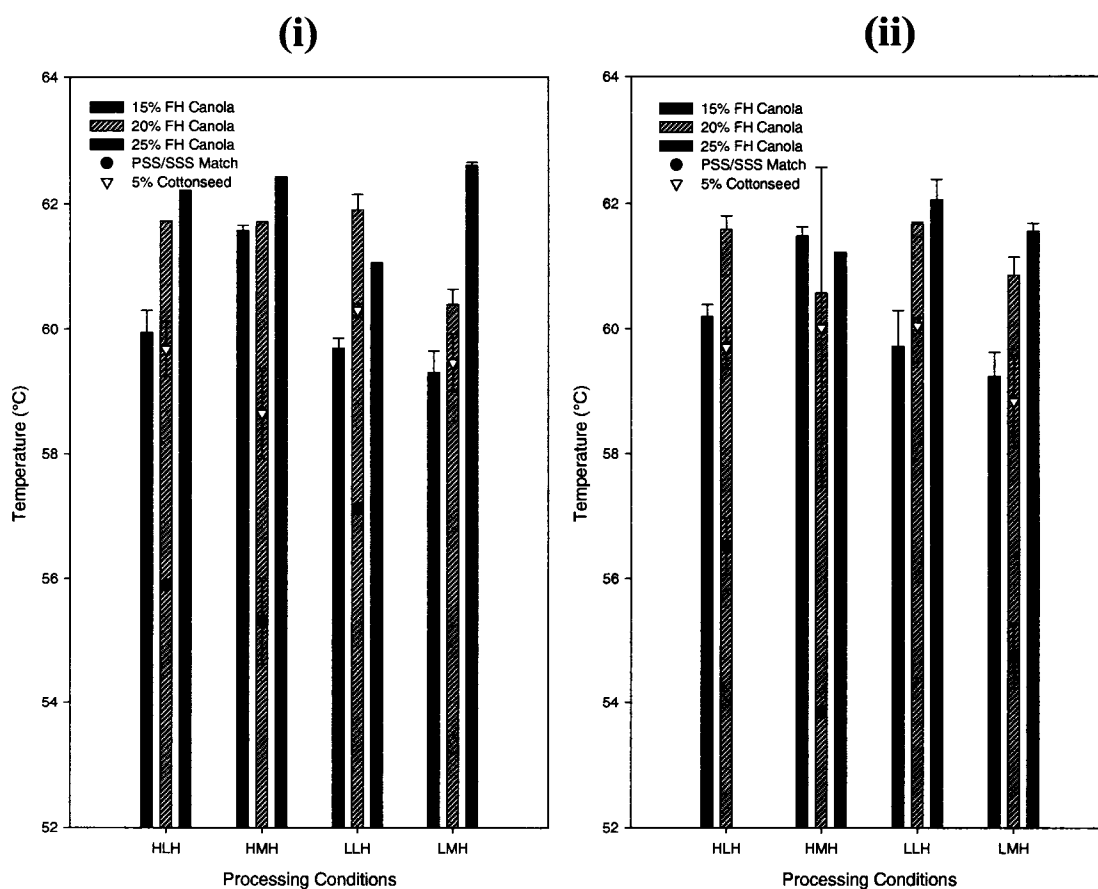 (i)
64
62
60
58
56
54
52
Temperature (°C)
15% FH Canola
20% FH Canola
25% FH Canola
PSS/SSS Match
5% Cottonseed
HLH HMH LLH LMH
Processing Conditions
(ii)
64
62
60
58
56
54
52
Temperature (°C)
15% FH Canola
20% FH Canola
25% FH Canola
PSS/SSS Match
5% Cottonseed
HLH HMH LLH LMH
Processing Conditions